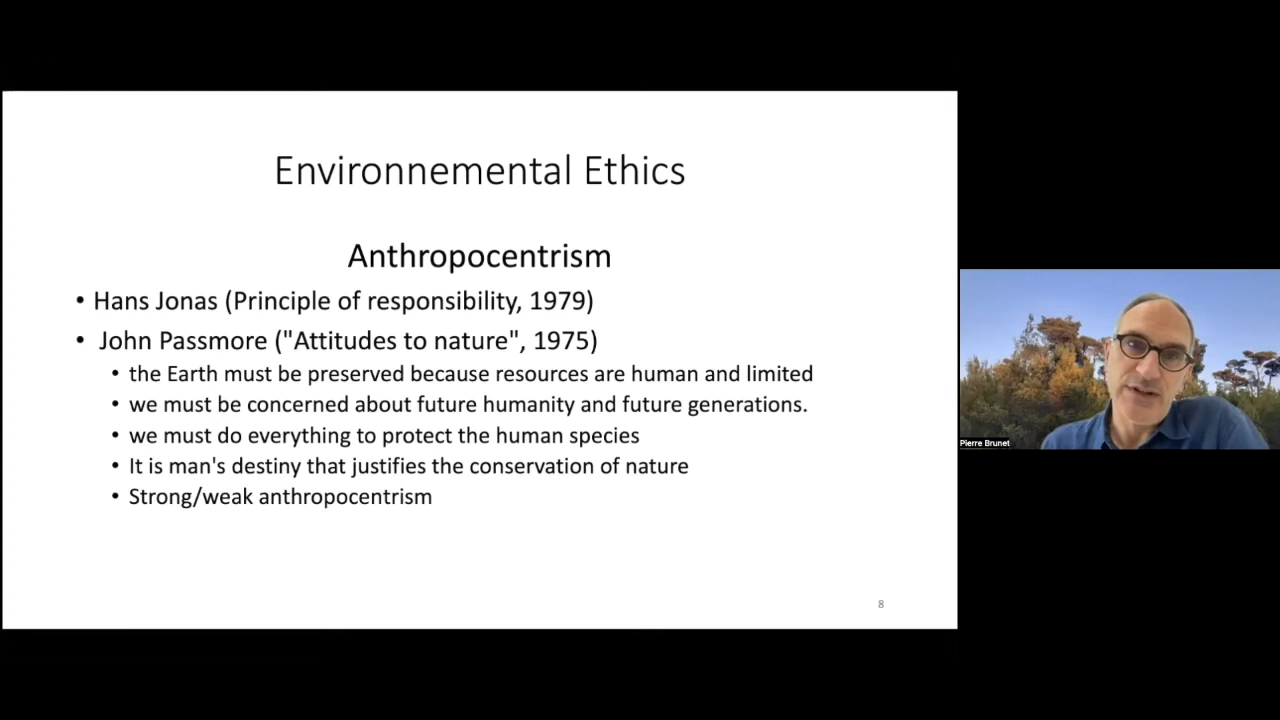 Environnemental Ethics
Anthropocentrism
• Hans Jonas (Principle of responsibility, 1979)
• John Passmore ("Attitudes to nature", 1975)
• the Earth must be preserved because resources are human and limited
• we must be concerned about future humanity and future generations.
• we must do everything to protect the human species
• It is man's destiny that justifies the conservation of nature
• Strong/weak anthropocentrism
8
Pierre Brunet